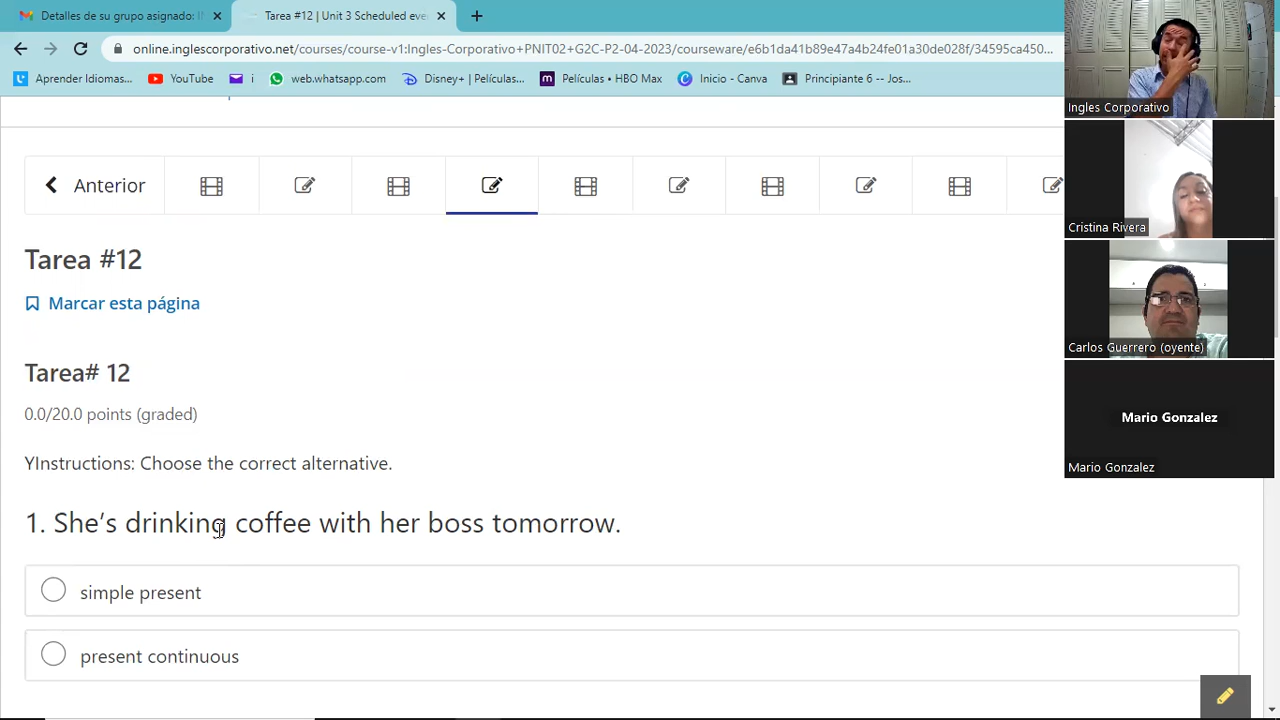 Detalles de su grupo asignado: I
Tarea #12 | Unit 3 Scheduled eve
online.inglescorporativo.net/courses/course-v1:Ingles-Corporativo+PNIT02+G2C-P2-04-2023/courseware/e6b1da41b89e47a4b24fe01a30de028f/34595ca450...
Aprender Idiomas...
YouTube
i
web.whatsapp.com
Disney+ | Películas...
Películas • HBO Max
Inicio - Canva
Principiante 6 -- Jos...
Anterior
Tarea #12
Marcar esta página
Tarea# 12
0.0/20.0 points (graded)
YInstructions: Choose the correct alternative.
1. She’s drinking coffee with her boss tomorrow.
simple present
present continuous
Ingles Corporativo
Cristina Rivera
Carlos Guerrero (oyente)
Mario Gonzalez
Mario Gonzalez